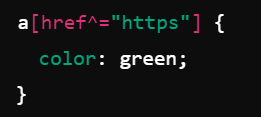 a[href^="https"] {
  color: green;
}